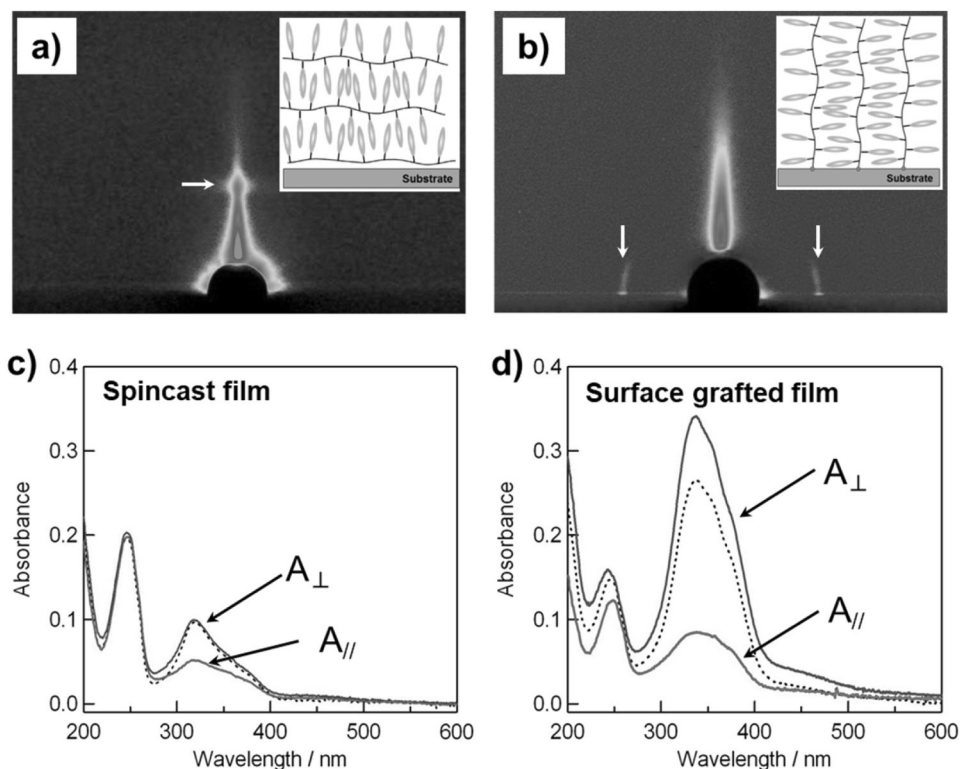 a)
Substrate
b)
Substrate
c)
Spincast film
A⊥
A//
0.4
0.3
0.2
0.1
0.0
Absorbance
200 300 400 500 600
Wavelength / nm
d)
Surface grafted film
A⊥
A//
0.4
0.3
0.2
0.1
0.0
Absorbance
200 300 400 500 600
Wavelength / nm